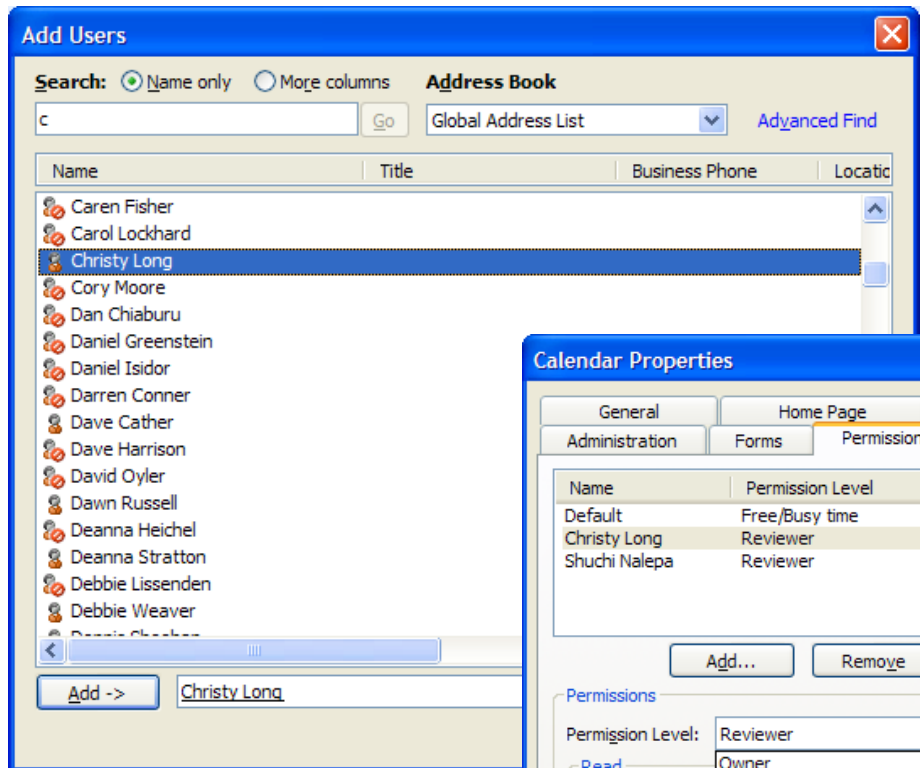 Add Users
Search: Name only More columns Address Book
c Go Global Address List Advanced Find
Name Title Business Phone Locatic
Caren Fisher
Carol Lockhard
Christy Long
Cory Moore
Dan Chiaburu
Daniel Greenstein
Daniel Isidor
Darren Conner
Dave Cather
Dave Harrison
David Oyler
Dawn Russell
Deanna Heichel
Deanna Stratton
Debbie Lissenden
Debbie Weaver
Add -> Christy Long
Calendar Properties
General Home Page
Administration Forms Permission
Name Permission Level
Default Free/Busy time
Christy Long Reviewer
Shuchi Nalepa Reviewer
Add... Remove
Permissions
Permission Level: Reviewer
Read Owner